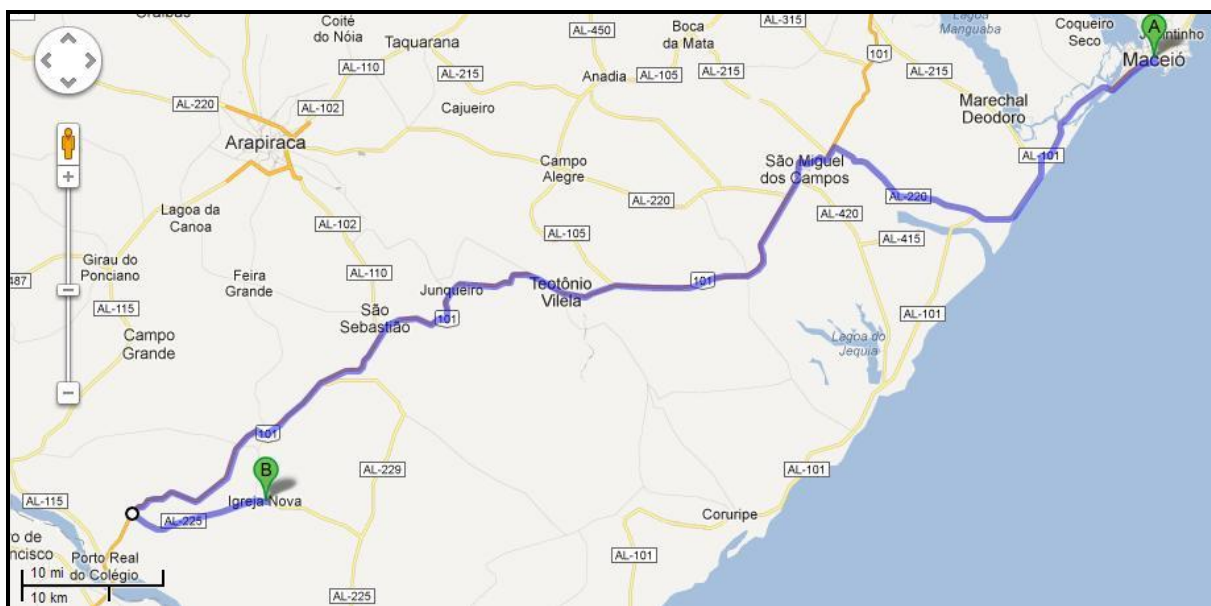 Coité
do Nóia
Taquarana
AL-110
AL-215
AL-450
Boca
da Mata
AL-315
Lagoa
Manguaba
Coqueiro
Seco
A
Maceió
101
AL-220
AL-102
Cajueiro
Anadia
AL-105
AL-215
AL-215
Marechal
Deodoro
Arapiraca
AL-101
Campo
Alegre
São Miguel
dos Campos
AL-220
AL-220
Lagoa da
Canoa
AL-102
AL-105
AL-420
AL-415
Girau do
Ponciano
487
Feira
Grande
AL-110
Junqueiro
Teotônio
Vilela
101
AL-115
São
Sebastião
101
AL-101
Campo
Grande
Lagoa do
Jequia
101
B
AL-229
AL-101
AL-115
Igreja Nova
AL-225
Coruripe
ro de
ncisco
Porto Real
do Colégio
AL-101
10 mi
10 km
AL-225